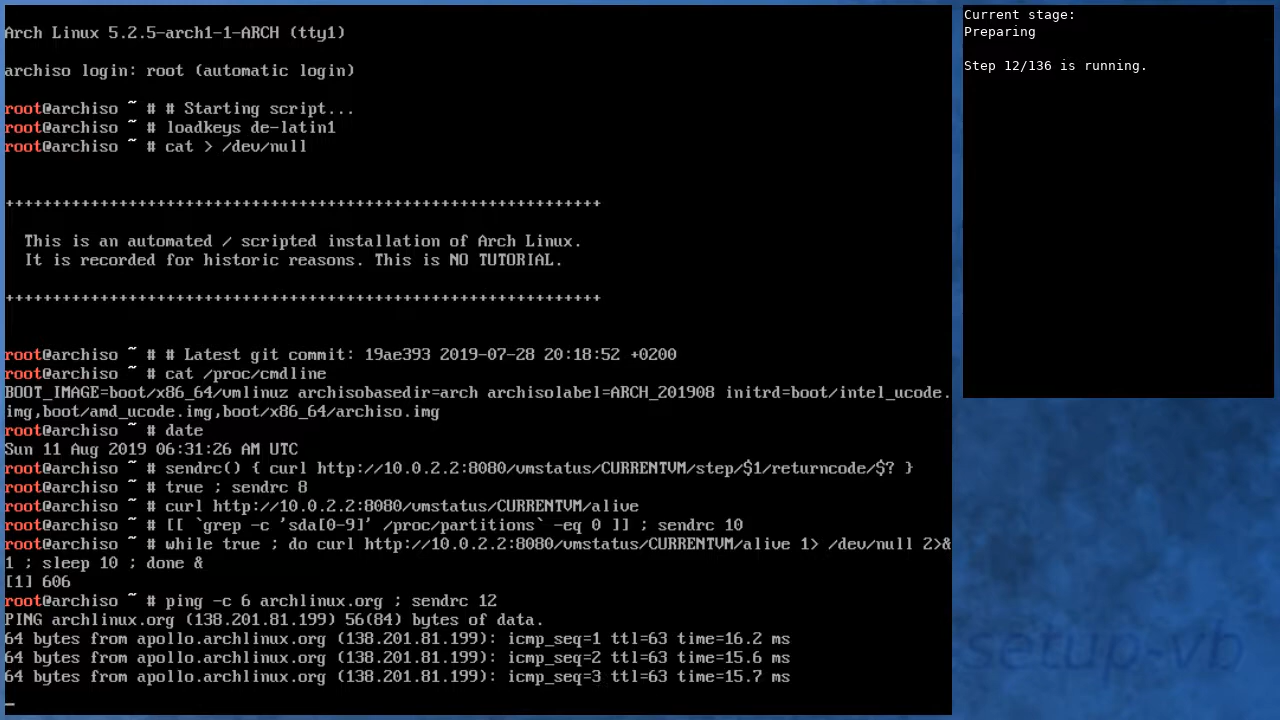 Arch Linux 5.2.5-arch1-1-ARCH (tty1)
archiso login: root (automatic login)
root@archiso ~ # # Starting script...
root@archiso ~ # loadkeys de-latin1
root@archiso ~ # cat > /dev/null
+++++++++++++++++++++++++++++++++++++++++++++++++++++++++++++++
This is an automated / scripted installation of Arch Linux.
It is recorded for historic reasons. This is NO TUTORIAL.
+++++++++++++++++++++++++++++++++++++++++++++++++++++++++++++++
root@archiso ~ # # Latest git commit: 19ae393 2019-07-28 20:18:52 +0200
root@archiso ~ # cat /proc/cmdline
BOOT_IMAGE=boot/x86_64/vmlinuz archisobasedir=arch archisolabel=ARCH_201908 initrd=boot/intel_ucode.
img,boot/amd_ucode.img,boot/x86_64/archiso.img
root@archiso ~ # date
Sun 11 Aug 2019 06:31:26 AM UTC
root@archiso ~ # sendrc() { curl http://10.0.2.2:8080/vmstatus/CURRENTVM/step/$1/returncode/$? }
root@archiso ~ # true ; sendrc 8
root@archiso ~ # curl http://10.0.2.2:8080/vmstatus/CURRENTVM/alive
root@archiso ~ # [[ `grep -c 'sda[0-9]' /proc/partitions` -eq 0 ]] ; sendrc 10
root@archiso ~ # while true ; do curl http://10.0.2.2:8080/vmstatus/CURRENTVM/alive 1> /dev/null 2>&
1 ; sleep 10 ; done &
[1] 606
root@archiso ~ # ping -c 6 archlinux.org ; sendrc 12
PING archlinux.org (138.201.81.199) 56(84) bytes of data.
64 bytes from apollo.archlinux.org (138.201.81.199): icmp_seq=1 ttl=63 time=16.2 ms
64 bytes from apollo.archlinux.org (138.201.81.199): icmp_seq=2 ttl=63 time=15.6 ms
64 bytes from apollo.archlinux.org (138.201.81.199): icmp_seq=3 ttl=63 time=15.7 ms
_
Current stage:
Preparing
Step 12/136 is running.
setup-vb